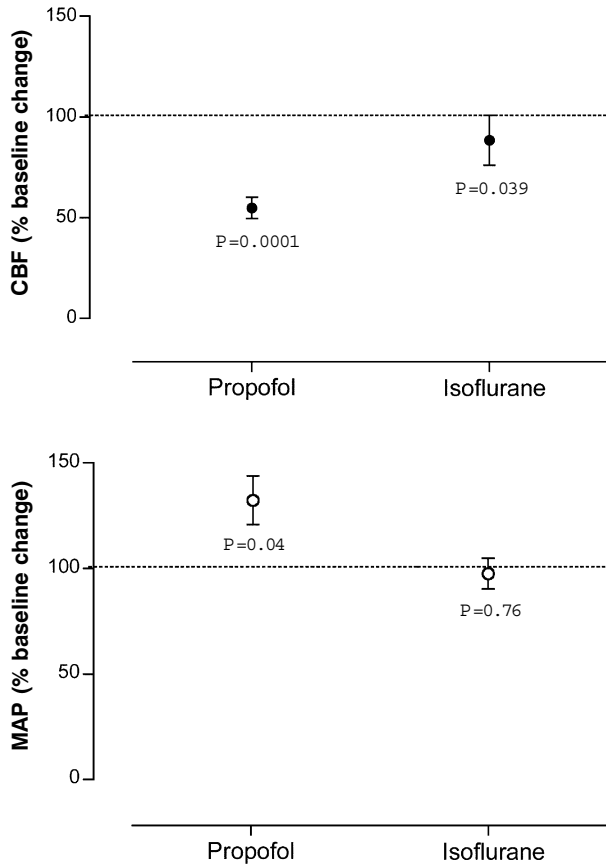 150
100
50
0
CBF (% baseline change)
P=0.0001
P=0.039
Propofol
Isoflurane
150
100
50
0
MAP (% baseline change)
P=0.04
P=0.76
Propofol
Isoflurane